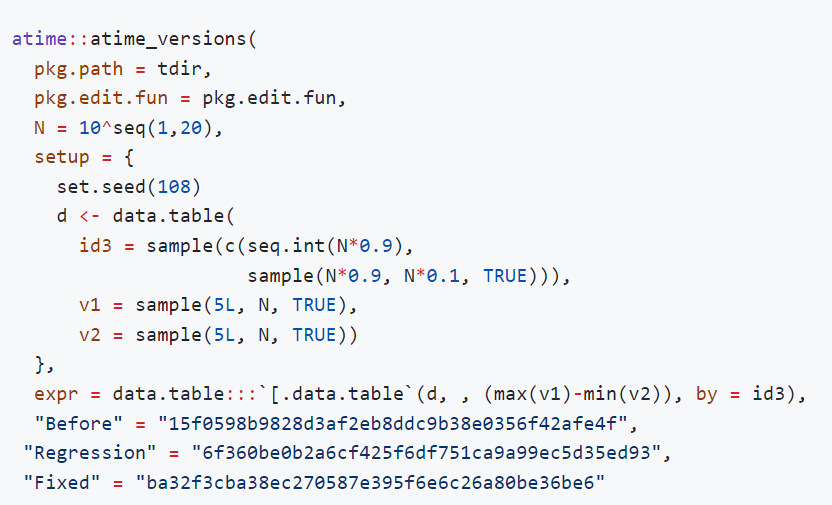 atime::atime_versions(
  pkg.path = tdir,
  pkg.edit.fun = pkg.edit.fun,
  N = 10^seq(1,20),
  setup = {
    set.seed(108)
    d <- data.table(
      id3 = sample(c(seq.int(N*0.9),
                     sample(N*0.9, N*0.1, TRUE))),
      v1 = sample(5L, N, TRUE),
      v2 = sample(5L, N, TRUE))
  },
  expr = data.table:::`[.data.table`(d, , (max(v1)-min(v2)), by = id3),
  "Before" = "15f0598b9828d3af2eb8ddc9b38e0356f42afe4f",
 "Regression" = "6f360be0b2a6cf425f6df751ca9a99ec5d35ed93",
 "Fixed" = "ba32f3cba38ec270587e395f6e6c26a80be36be6"